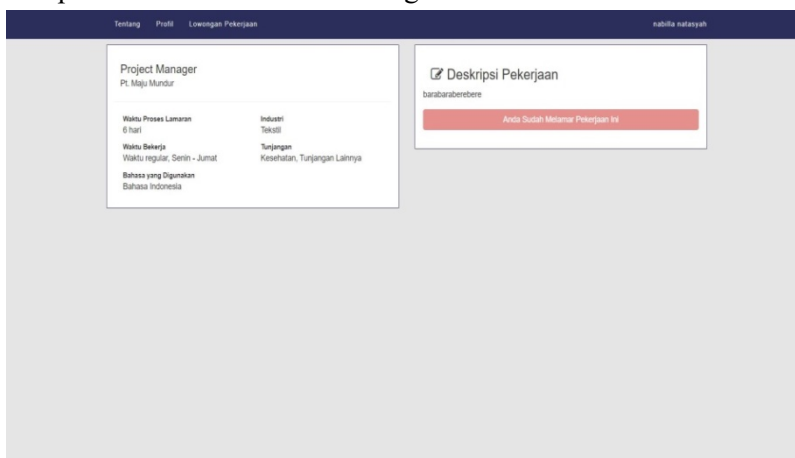 Tentang Profil Lowongan Pekerjaan nabilla natasyah
Project Manager
Pt. Maju Mundur
Waktu Proses Lamaran
6 hari
Industri
Tekstil
Waktu Bekerja
Waktu regular, Senin - Jumat
Tunjangan
Kesehatan, Tunjangan Lainnya
Bahasa yang Digunakan
Bahasa Indonesia
Deskripsi Pekerjaan
barabaraberebere
Anda Sudah Melamar Pekerjaan Ini